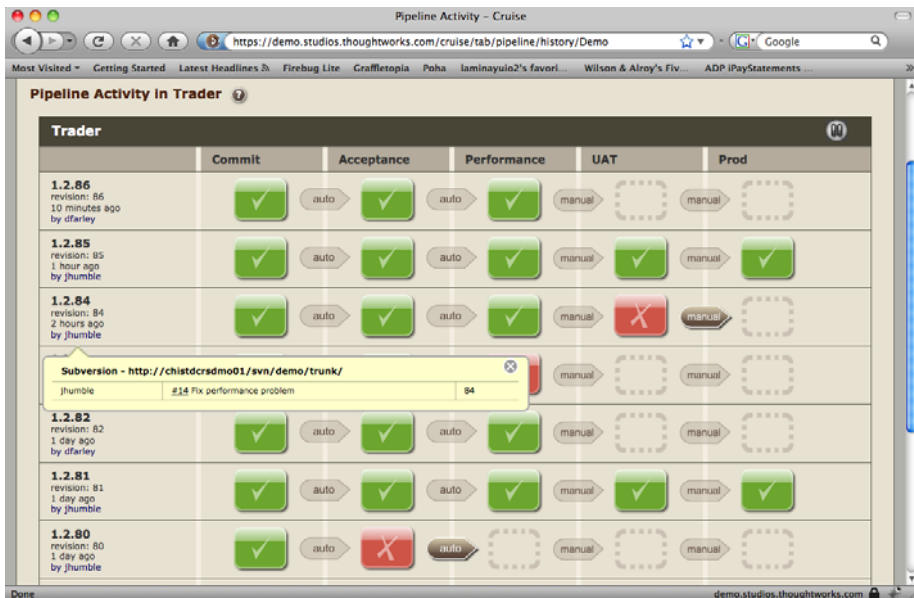 Pipeline Activity – Cruise
https://demo.studios.thoughtworks.com/cruise/tab/pipeline/history/Demo
Google
Most Visited Getting Started Latest Headlines Firebug Lite Graffletopia Poha laminayuio2's favori... Wilson & Alroy's Fiv... ADP iPayStatements ...
Pipeline Activity in Trader ?
Trader
Commit Acceptance Performance UAT Prod
1.2.86
revision: 86
10 minutes ago
by dfarley
auto auto manual manual
1.2.85
revision: 85
1 hour ago
by jhumble
auto auto manual manual
1.2.84
revision: 84
2 hours ago
by jhumble
auto auto manual manual
Subversion - http://chistdcrsdmo01/svn/demo/trunk/
jhumble #14 Fix performance problem 84
manual manual
1.2.82
revision: 82
1 day ago
by dfarley
auto auto manual manual
1.2.81
revision: 81
1 day ago
by jhumble
auto auto manual manual
1.2.80
revision: 80
1 day ago
by jhumble
auto auto manual manual
Done
demo.studios.thoughtworks.com